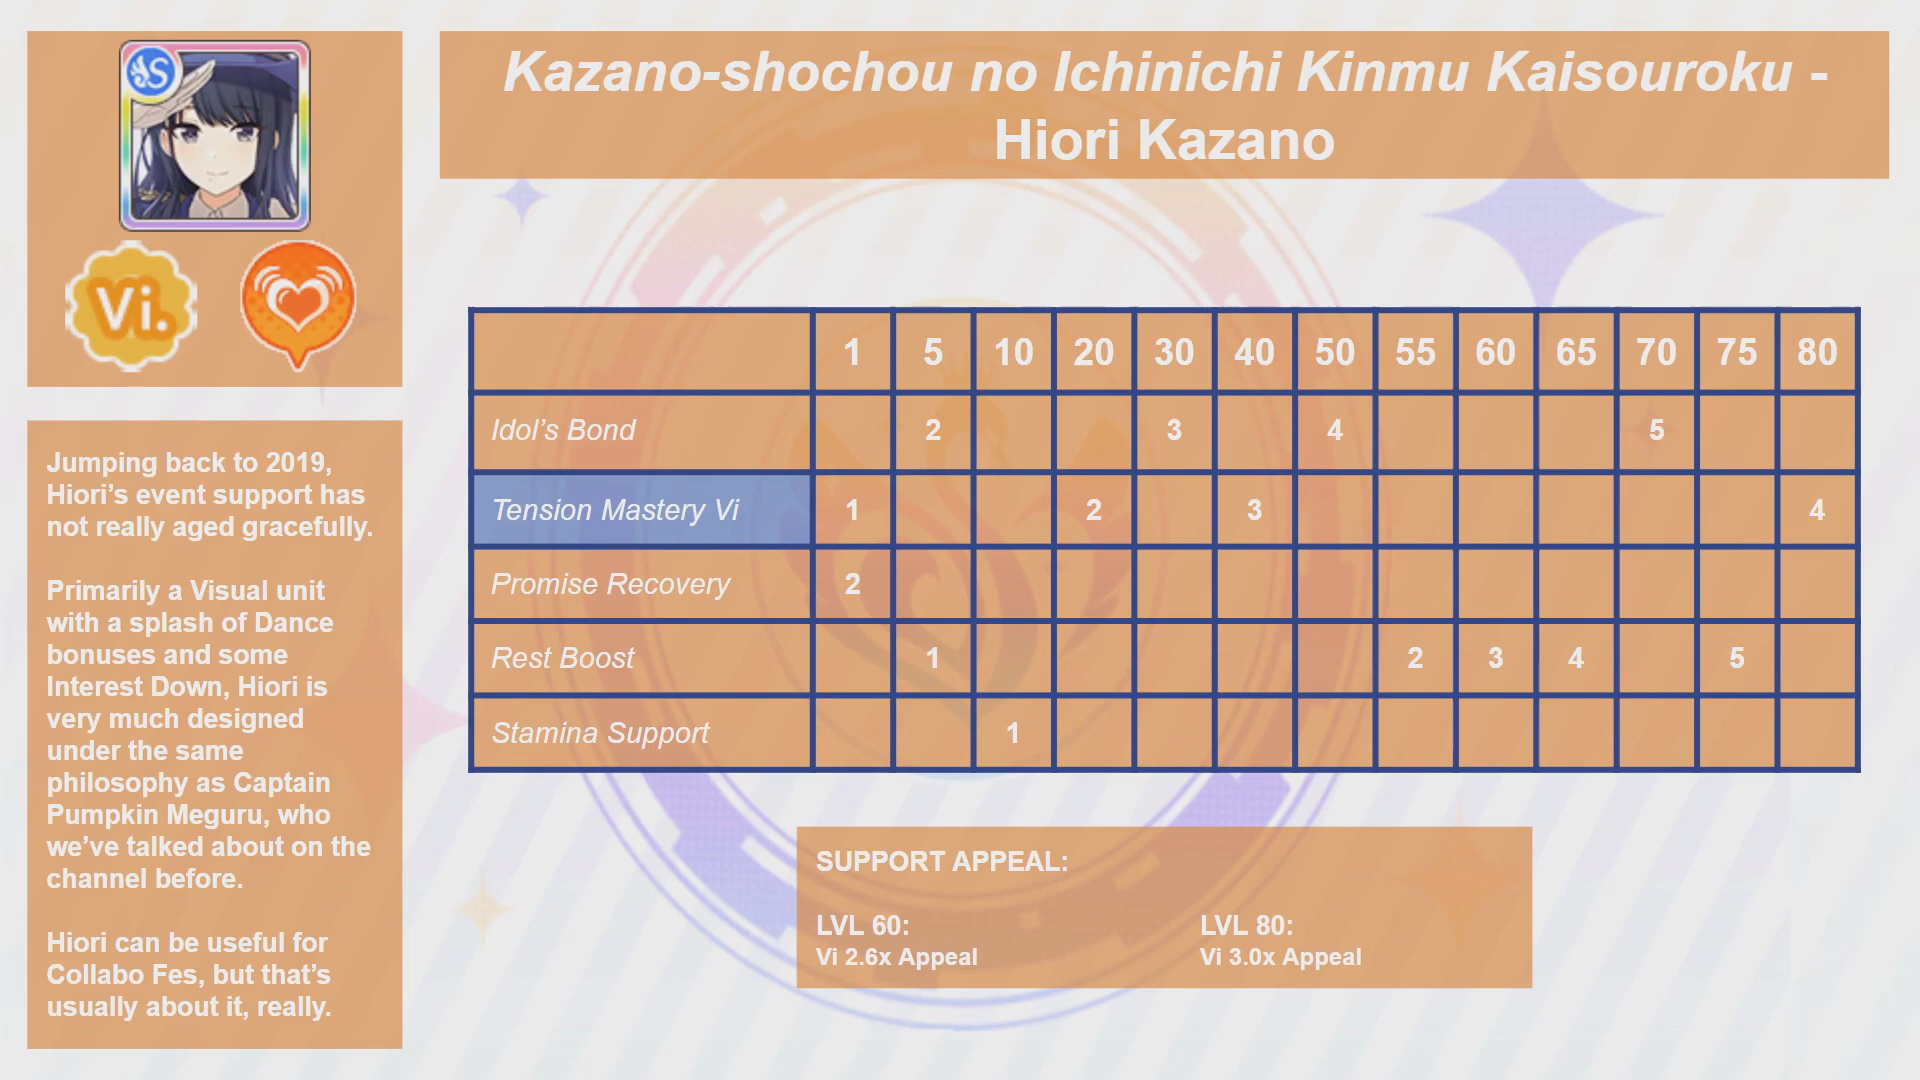 S
Vi.
Kazano-shochou no Ichinichi Kinmu Kaisouroku -
Hiori Kazano
Jumping back to 2019,
Hiori's event support has
not really aged gracefully.
Primarily a Visual unit
with a splash of Dance
bonuses and some
Interest Down, Hiori is
very much designed
under the same
philosophy as Captain
Pumpkin Meguru, who
we've talked about on the
channel before.
Hiori can be useful for
Collabo Fes, but that's
usually about it, really.
1 5 10 20 30 40 50 55 60 65 70 75 80
Idol's Bond 2 3 4 5
Tension Mastery Vi 1 2 3 4
Promise Recovery 2
Rest Boost 1 2 3 4 5
Stamina Support 1
SUPPORT APPEAL:
LVL 60: LVL 80:
Vi 2.6x Appeal Vi 3.0x Appeal